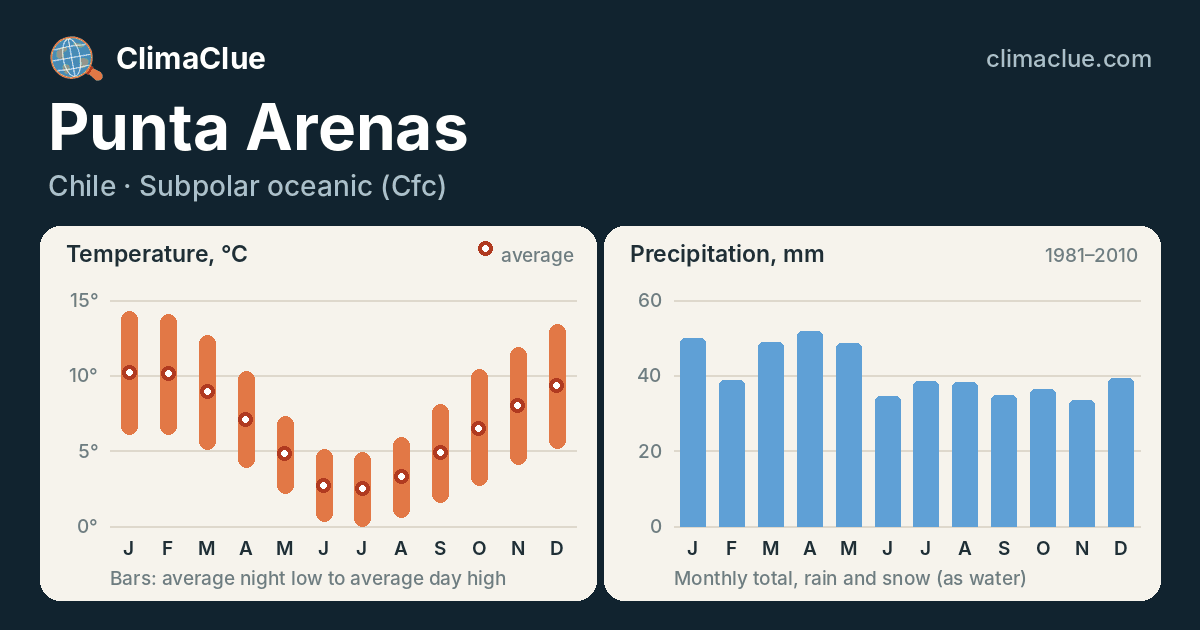 ClimaClue
climaclue.com
Punta Arenas
Chile · Subpolar oceanic (Cfc)
Temperature, °C
average
15°
10°
5°
0°
J F M A M J J A S O N D
Bars: average night low to average day high
Precipitation, mm
1981–2010
60
40
20
0
J F M A M J J A S O N D
Monthly total, rain and snow (as water)